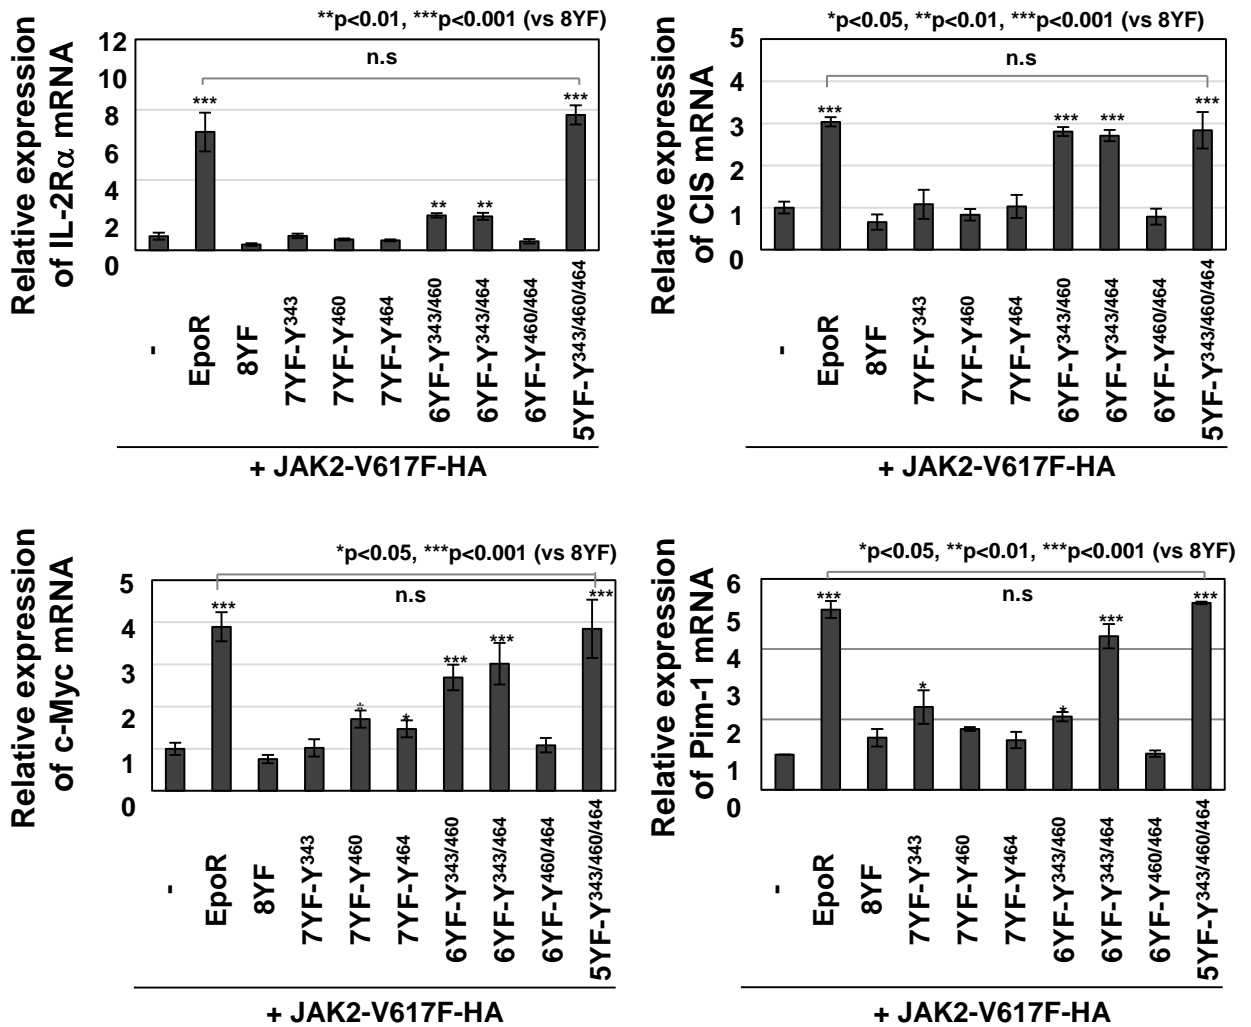 **p<0.01, ***p<0.001 (vs 8YF)
Relative expression
of IL-2Rα mRNA
12
10
8
6
4
2
0
n.s
***
***
**
**
-
EpoR
8YF
7YF-Y343
7YF-Y460
7YF-Y464
6YF-Y343/460
6YF-Y343/464
6YF-Y460/464
5YF-Y343/460/464
+ JAK2-V617F-HA
*p<0.05, **p<0.01, ***p<0.001 (vs 8YF)
Relative expression
of CIS mRNA
5
4
3
2
1
0
n.s
***
***
***
***
-
EpoR
8YF
7YF-Y343
7YF-Y460
7YF-Y464
6YF-Y343/460
6YF-Y343/464
6YF-Y460/464
5YF-Y343/460/464
+ JAK2-V617F-HA
*p<0.05, ***p<0.001 (vs 8YF)
Relative expression
of c-Myc mRNA
5
4
3
2
1
0
n.s
***
*
*
***
***
***
-
EpoR
8YF
7YF-Y343
7YF-Y460
7YF-Y464
6YF-Y343/460
6YF-Y343/464
6YF-Y460/464
5YF-Y343/460/464
+ JAK2-V617F-HA
*p<0.05, **p<0.01, ***p<0.001 (vs 8YF)
Relative expression
of Pim-1 mRNA
6
5
4
3
2
1
0
n.s
***
*
*
***
***
-
EpoR
8YF
7YF-Y343
7YF-Y460
7YF-Y464
6YF-Y343/460
6YF-Y343/464
6YF-Y460/464
5YF-Y343/460/464
+ JAK2-V617F-HA